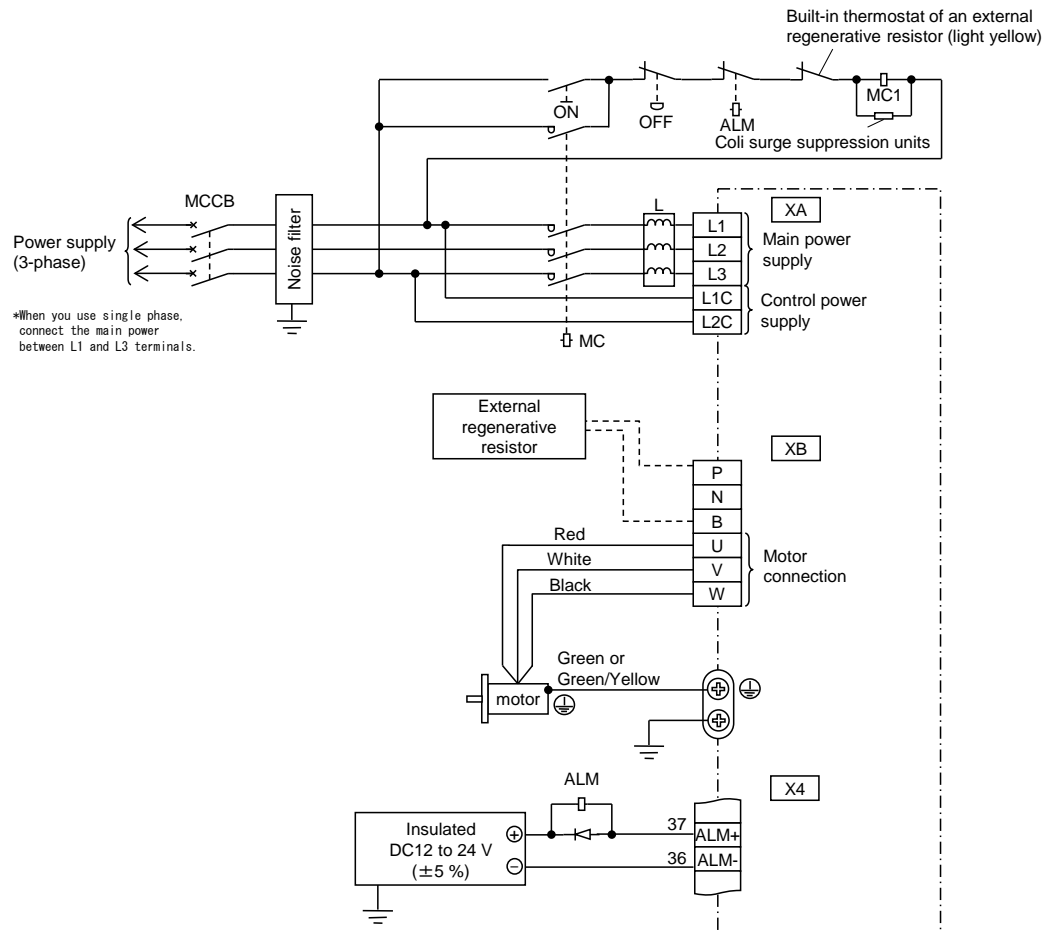 Built-in thermostat of an external
regenerative resistor (light yellow)
MC1
ON
OFF
ALM
Coli surge suppression units
MCCB
L
XA
Noise filter
Power supply
(3-phase)
L1
L2
L3
Main power
supply
L1C
L2C
Control power
supply
*When you use single phase,
connect the main power
between L1 and L3 terminals.
MC
External
regenerative
resistor
XB
P
N
B
U
V
W
Red
White
Black
Motor
connection
Green or
Green/Yellow
motor
ALM
X4
Insulated
DC12 to 24 V
(±5 %)
+
−
37
ALM+
36
ALM-